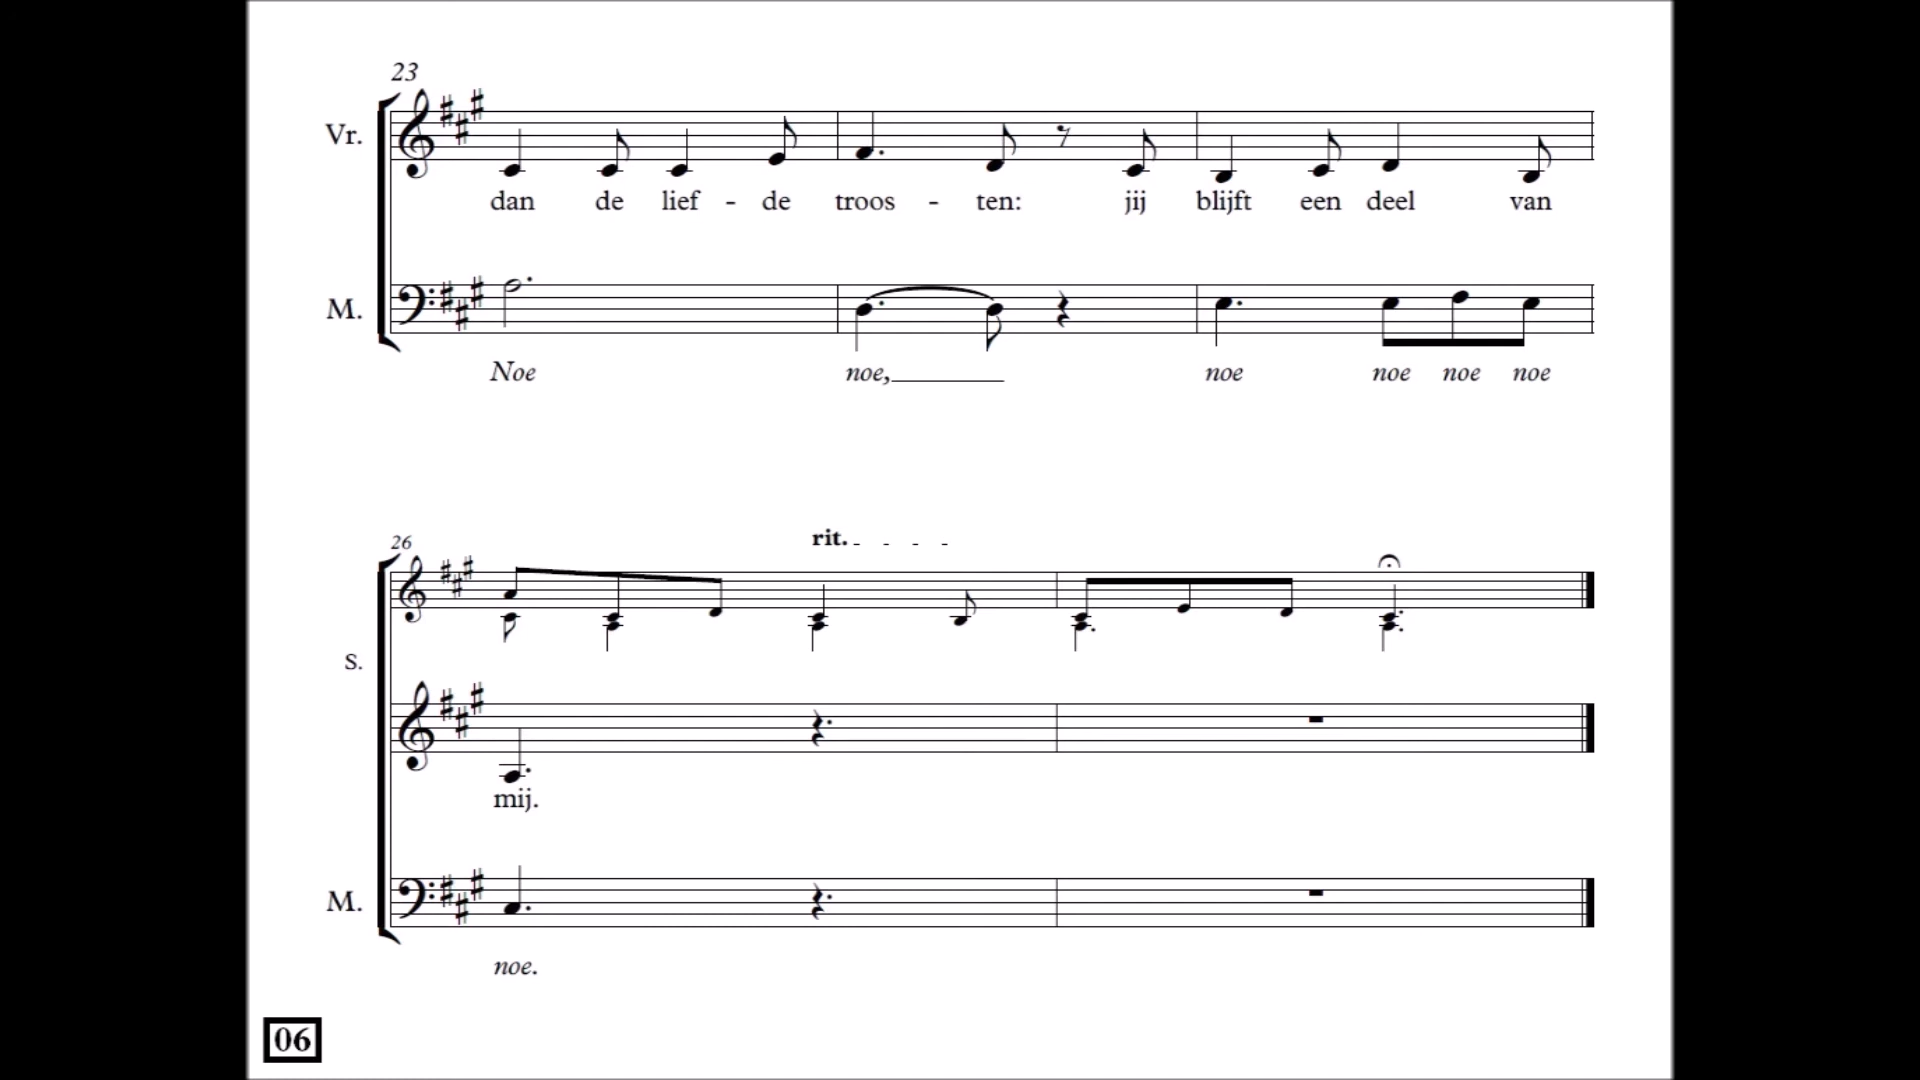 23
Vr.
dan de lief - de troos - ten: jij blijft een deel van
M.
Noe noe, noe noe noe noe
26
rit.
S.
mij.
M.
noe.
06